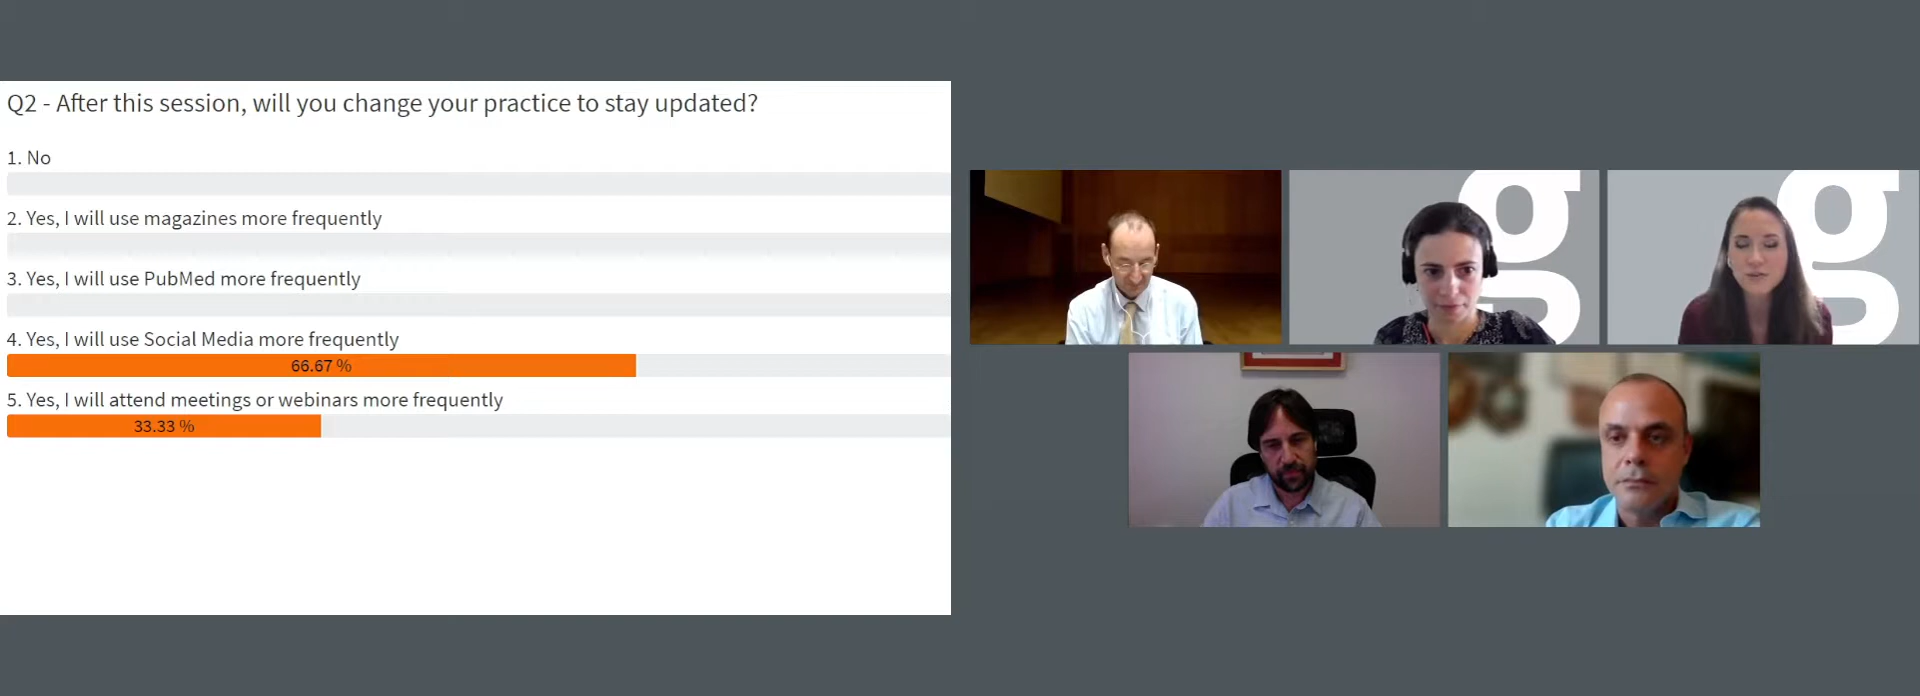 Q2 - After this session, will you change your practice to stay updated?
1. No
2. Yes, I will use magazines more frequently
3. Yes, I will use PubMed more frequently
4. Yes, I will use Social Media more frequently
66.67 %
5. Yes, I will attend meetings or webinars more frequently
33.33 %
g
g